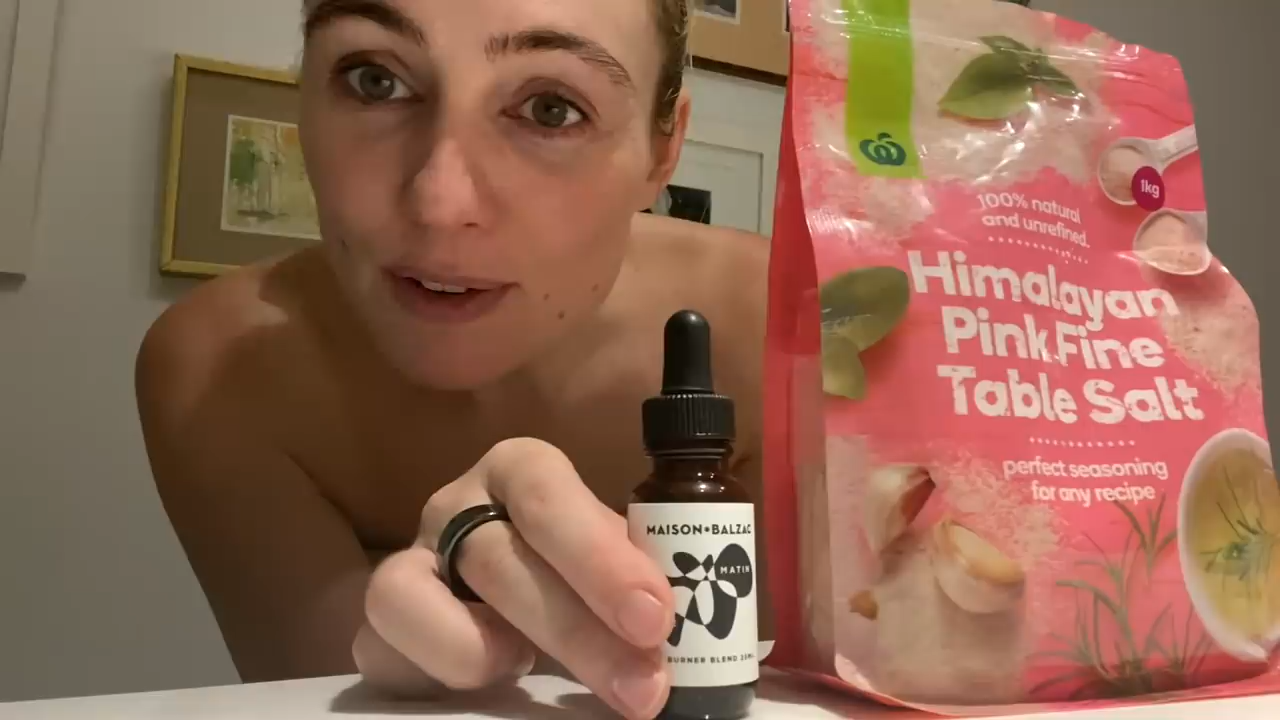 MAISON*BALZAC
MATIN
BURNER BLEND
1kg
100% natural
and unrefined.
Himalayan
Pink Fine
Table Salt
perfect seasoning
for any recipe